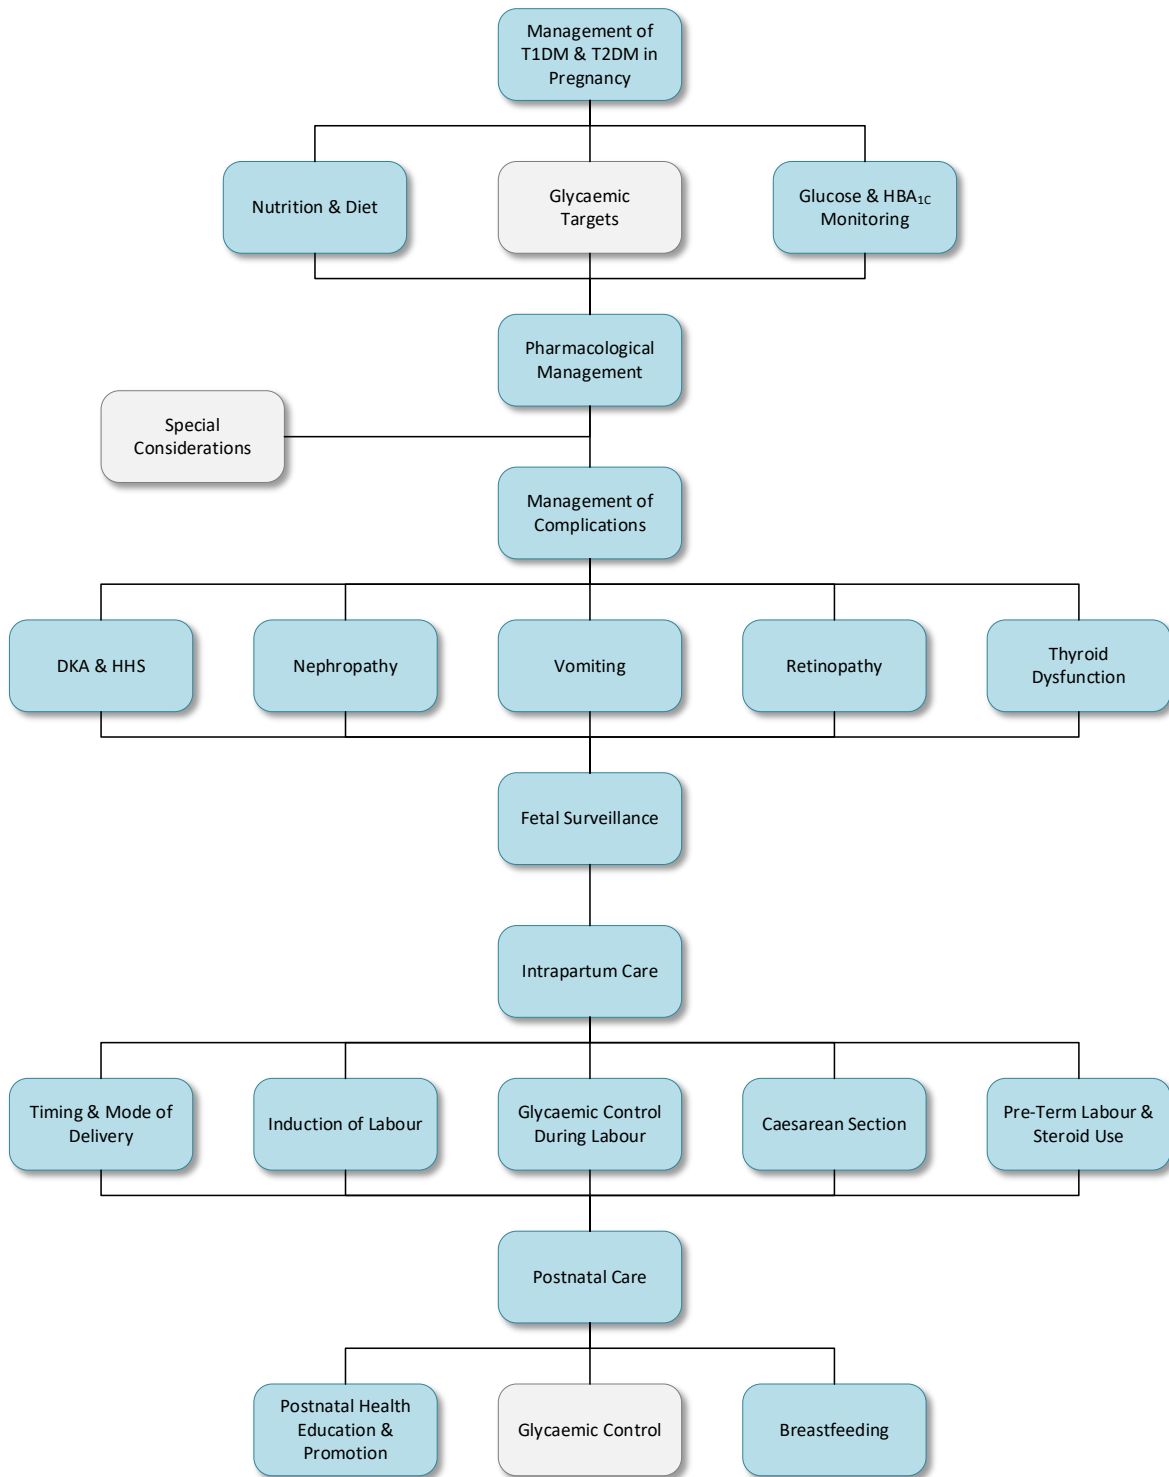 Management of
T1DM & T2DM in
Pregnancy
Nutrition & Diet
Glycaemic
Targets
Glucose & HBA1C
Monitoring
Pharmacological
Management
Special
Considerations
Management of
Complications
DKA & HHS
Nephropathy
Vomiting
Retinopathy
Thyroid
Dysfunction
Fetal Surveillance
Intrapartum Care
Timing & Mode of
Delivery
Induction of Labour
Glycaemic Control
During Labour
Caesarean Section
Pre-Term Labour &
Steroid Use
Postnatal Care
Postnatal Health
Education &
Promotion
Glycaemic Control
Breastfeeding